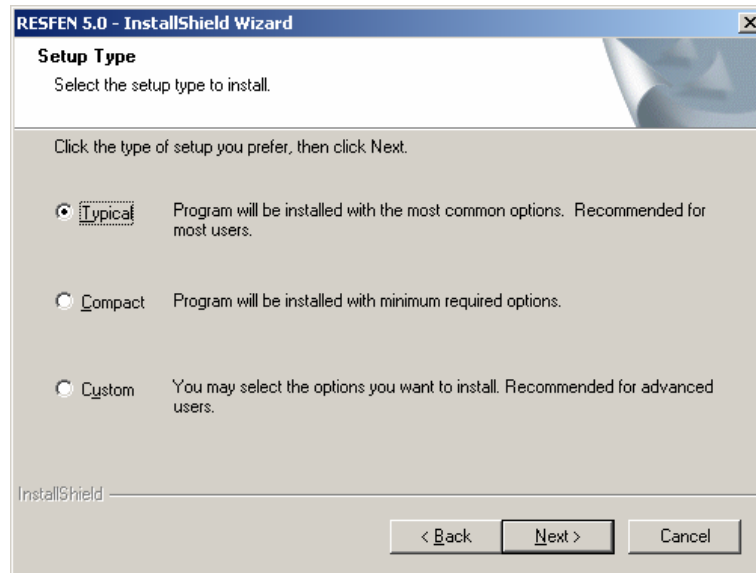 RESFEN 5.0 - InstallShield Wizard
Setup Type
Select the setup type to install.
Click the type of setup you prefer, then click Next.
Typical Program will be installed with the most common options. Recommended for
most users.
Compact Program will be installed with minimum required options.
Custom You may select the options you want to install. Recommended for advanced
users.
InstallShield
< Back Next > Cancel